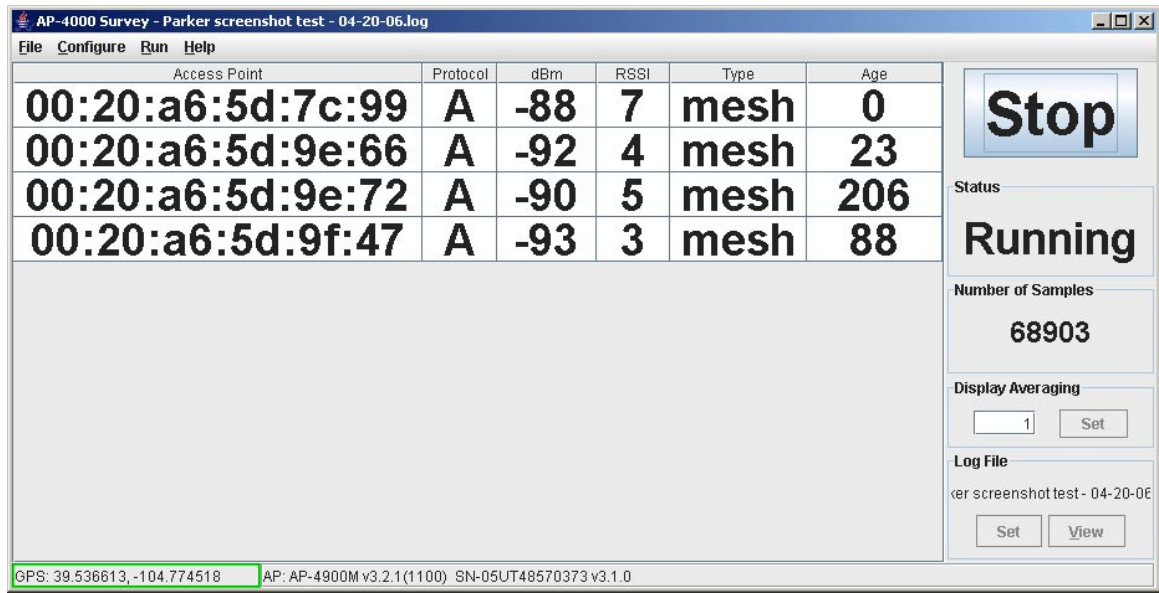 AP-4000 Survey - Parker screenshot test - 04-20-06.log
File Configure Run Help
Access Point Protocol dBm RSSI Type Age
00:20:a6:5d:7c:99 A -88 7 mesh 0
00:20:a6:5d:9e:66 A -92 4 mesh 23
00:20:a6:5d:9e:72 A -90 5 mesh 206
00:20:a6:5d:9f:47 A -93 3 mesh 88
Stop
Status
Running
Number of Samples
68903
Display Averaging
1 Set
Log File
ker screenshot test - 04-20-06
Set View
GPS: 39.536613, -104.774518 AP: AP-4900M v3.2.1(1100) SN-05UT48570373 v3.1.0